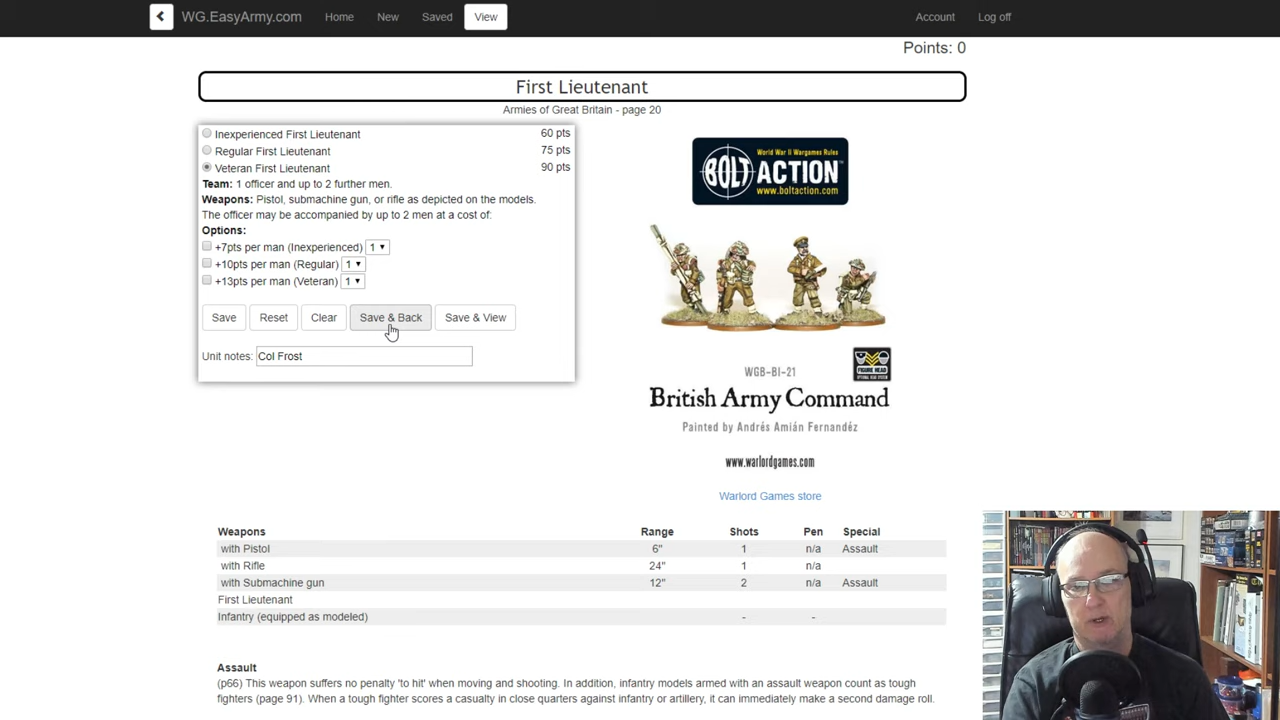 WG.EasyArmy.com Home New Saved View Account Log off
Points: 0
First Lieutenant
Armies of Great Britain - page 20
Inexperienced First Lieutenant 60 pts
Regular First Lieutenant 75 pts
Veteran First Lieutenant 90 pts
Team: 1 officer and up to 2 further men.
Weapons: Pistol, submachine gun, or rifle as depicted on the models.
The officer may be accompanied by up to 2 men at a cost of:
Options:
+7pts per man (Inexperienced) 1
+10pts per man (Regular) 1
+13pts per man (Veteran) 1
Save Reset Clear Save & Back Save & View
Unit notes: Col Frost
World War II Wargames Rules
BOLT ACTION
www.boltaction.com
WGB-BI-21
British Army Command
Painted by Andrés Amián Fernandéz
www.warlordgames.com
Warlord Games store
Weapons Range Shots Pen Special
with Pistol 6" 1 n/a Assault
with Rifle 24" 1 n/a
with Submachine gun 12" 2 n/a Assault
First Lieutenant
Infantry (equipped as modeled) - -
Assault
(p66) This weapon suffers no penalty 'to hit' when moving and shooting. In addition, infantry models armed with an assault weapon count as tough
fighters (page 91). When a tough fighter scores a casualty in close quarters against infantry or artillery, it can immediately make a second damage roll.